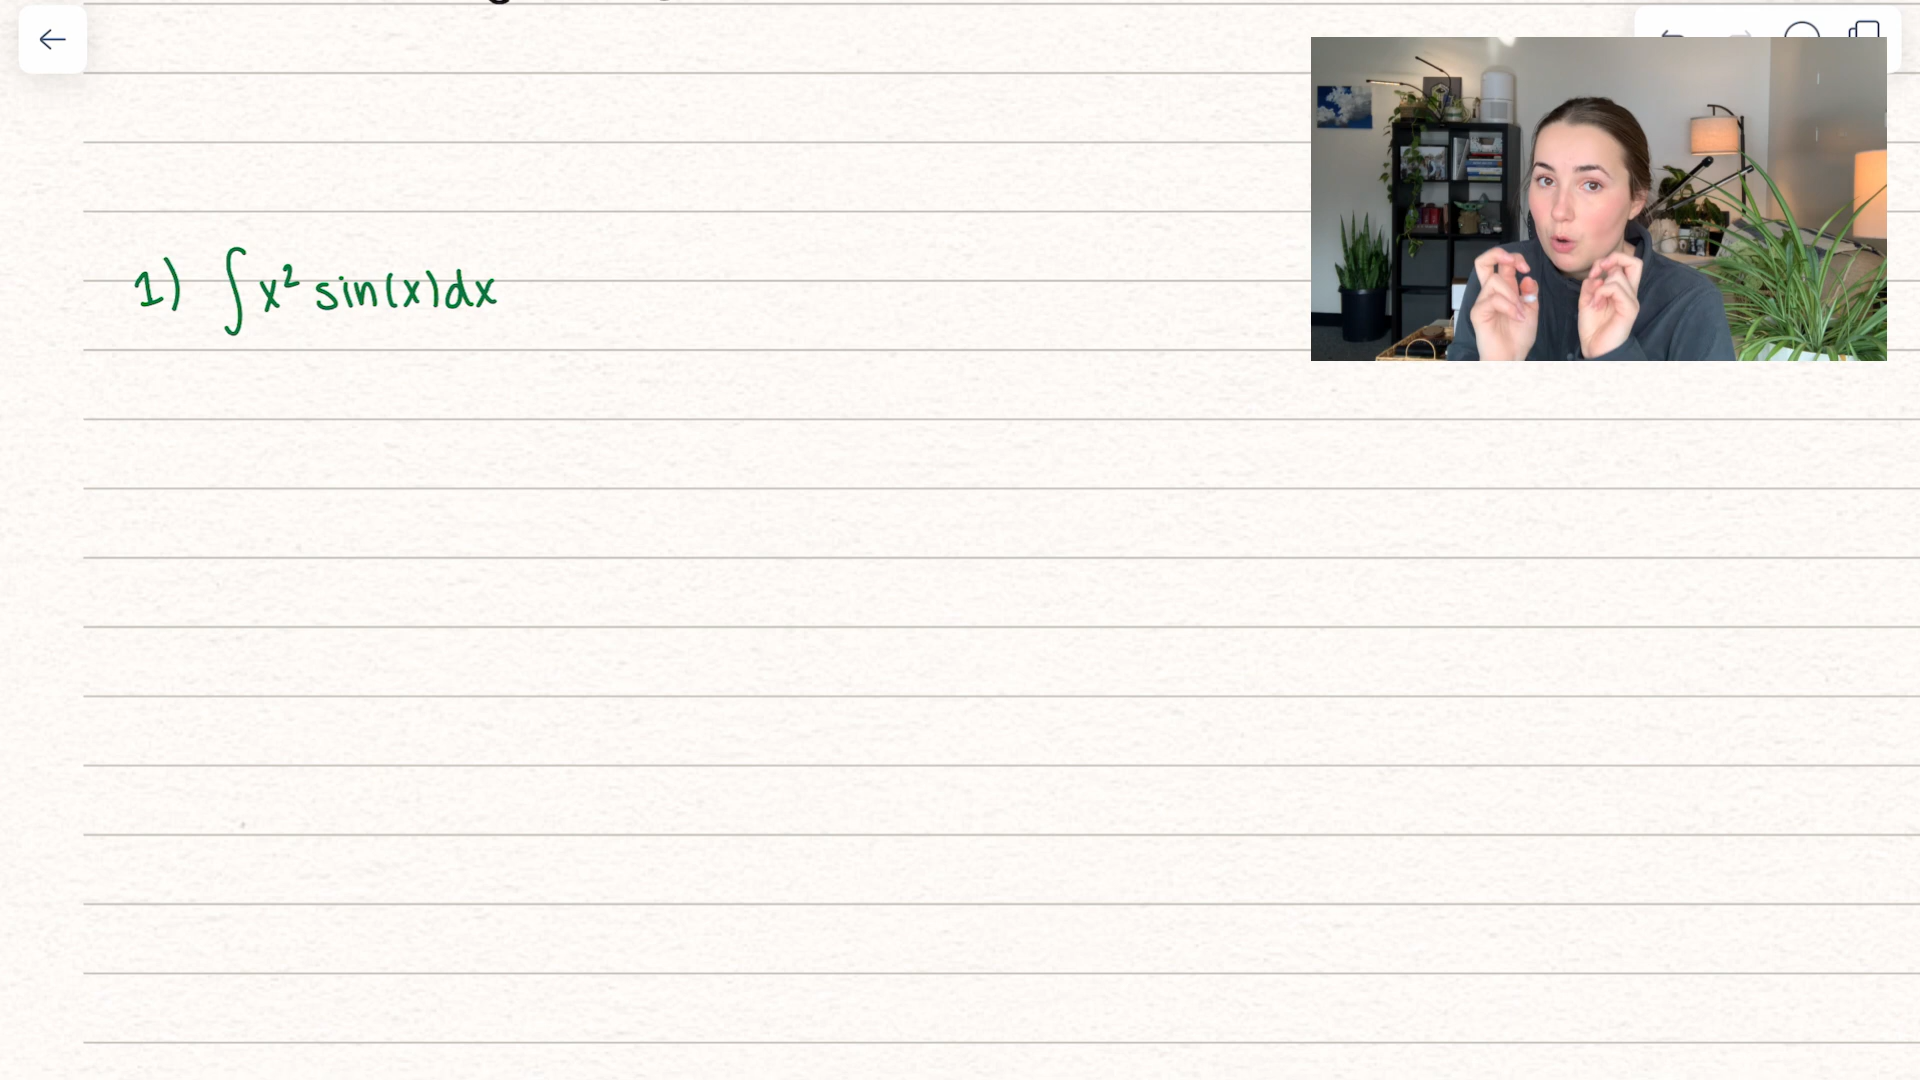 1) ∫ x² sin(x)dx